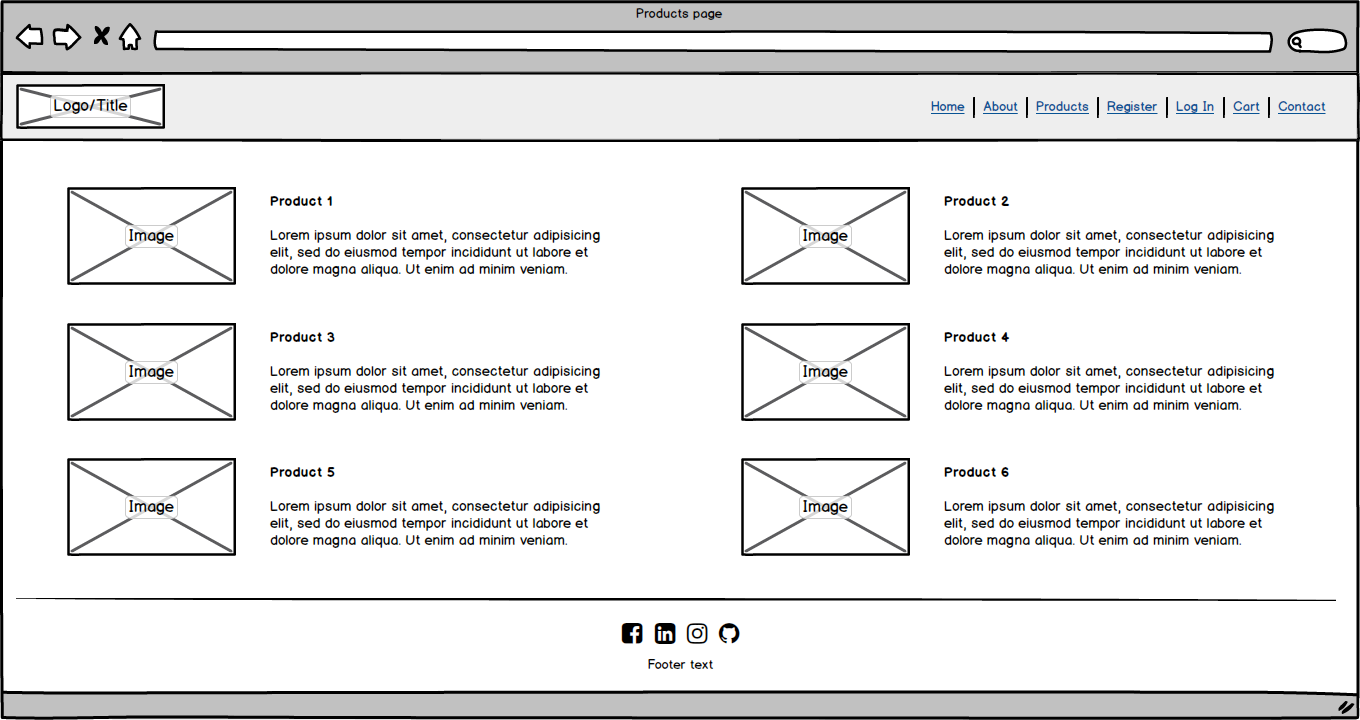 Products page
Logo/Title
Home About Products Register Log In Cart Contact
Image
Product 1
Lorem ipsum dolor sit amet, consectetur adipisicing
elit, sed do eiusmod tempor incididunt ut labore et
dolore magna aliqua. Ut enim ad minim veniam.
Image
Product 2
Lorem ipsum dolor sit amet, consectetur adipisicing
elit, sed do eiusmod tempor incididunt ut labore et
dolore magna aliqua. Ut enim ad minim veniam.
Image
Product 3
Lorem ipsum dolor sit amet, consectetur adipisicing
elit, sed do eiusmod tempor incididunt ut labore et
dolore magna aliqua. Ut enim ad minim veniam.
Image
Product 4
Lorem ipsum dolor sit amet, consectetur adipisicing
elit, sed do eiusmod tempor incididunt ut labore et
dolore magna aliqua. Ut enim ad minim veniam.
Image
Product 5
Lorem ipsum dolor sit amet, consectetur adipisicing
elit, sed do eiusmod tempor incididunt ut labore et
dolore magna aliqua. Ut enim ad minim veniam.
Image
Product 6
Lorem ipsum dolor sit amet, consectetur adipisicing
elit, sed do eiusmod tempor incididunt ut labore et
dolore magna aliqua. Ut enim ad minim veniam.
Footer text